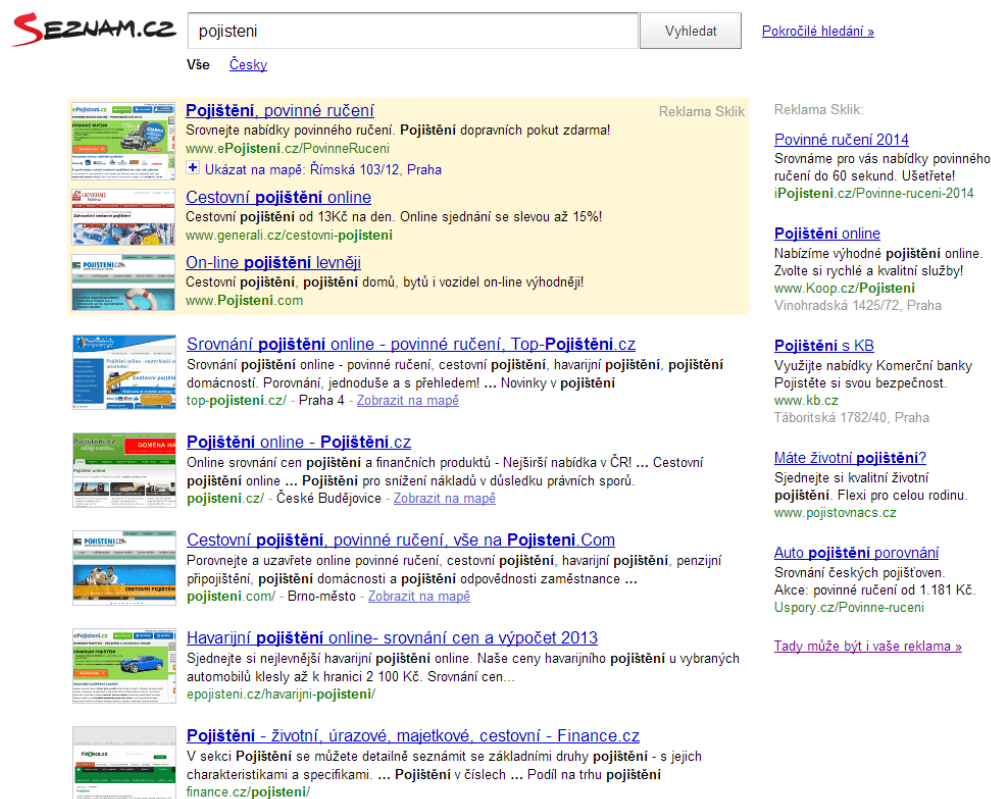 SEZNAM.CZ
pojisteni
Vyhledat
Pokročilé hledání »
Vše Česky
Pojištění, povinné ručení
Reklama Sklik
Srovnejte nabídky povinného ručení. Pojištění dopravních pokut zdarma!
www.ePojisteni.cz/PovinneRuceni
Ukázat na mapě: Římská 103/12, Praha
Cestovní pojištění online
Cestovní pojištění od 13Kč na den. Online sjednání se slevou až 15%!
www.generali.cz/cestovni-pojisteni
On-line pojištění levněji
Cestovní pojištění, pojištění domů, bytů i vozidel on-line výhodněji!
www.Pojisteni.com
Srovnání pojištění online - povinné ručení, Top-Pojištění.cz
Srovnání pojištění online - povinné ručení, cestovní pojištění, havarijní pojištění, pojištění
domácností. Porovnání, jednoduše a s přehledem! ... Novinky v pojištění
top-pojisteni.cz/ - Praha 4 - Zobrazit na mapě
Pojištění online - Pojištění.cz
Online srovnání cen pojištění a finančních produktů - Nejširší nabídka v ČR! ... Cestovní
pojištění online ... Pojištění pro snížení nákladů v důsledku právních sporů.
pojisteni.cz/ - České Budějovice - Zobrazit na mapě
Cestovní pojištění, povinné ručení, vše na Pojisteni.Com
Porovnejte a uzavřete online povinné ručení, cestovní pojištění, havarijní pojištění, penzijní
připojištění, pojištění domácnosti a pojištění odpovědnosti zaměstnance ...
pojisteni.com/ - Brno-město - Zobrazit na mapě
Havarijní pojištění online- srovnání cen a výpočet 2013
Sjednejte si nejlevnější havarijní pojištění online. Naše ceny havarijního pojištění u vybraných
automobilů klesly až k hranici 2 100 Kč. Srovnání cen...
epojisteni.cz/havarijni-pojisteni/
Pojištění - životní, úrazové, majetkové, cestovní - Finance.cz
V sekci Pojištění se můžete detailně seznámit se základními druhy pojištění - s jejich
charakteristikami a specifikami. ... Pojištění v číslech ... Podíl na trhu pojištění
finance.cz/pojisteni/
Reklama Sklik:
Povinné ručení 2014
Srovnáme pro vás nabídky povinného
ručení do 60 sekund. Ušetřete!
iPojisteni.cz/Povinne-ruceni-2014
Pojištění online
Nabízíme výhodné pojištění online.
Zvolte si rychlé a kvalitní služby!
www.Koop.cz/Pojisteni
Vinohradská 1425/72, Praha
Pojištění s KB
Využijte nabídky Komerční banky
Pojistěte si svou bezpečnost.
www.kb.cz
Táboritská 1782/40, Praha
Máte životní pojištění?
Sjednejte si kvalitní životní
pojištění. Flexi pro celou rodinu.
www.pojistovnacs.cz
Auto pojištění porovnání
Srovnání českých pojišťoven.
Akce: povinné ručení od 1.181 Kč.
Uspory.cz/Povinne-ruceni
Tady může být i vaše reklama »